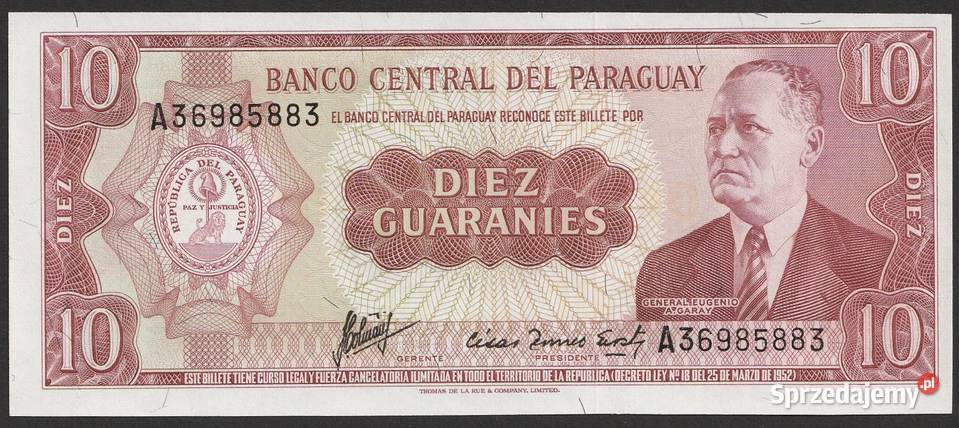 10
10
BANCO CENTRAL DEL PARAGUAY
A36985883
EL BANCO CENTRAL DEL PARAGUAY RECONOCE ESTE BILLETE POR
REPÚBLICA DEL PARAGUAY
PAZ Y JUSTICIA
DIEZ
DIEZ
GUARANIES
DIEZ
GENERAL EUGENIO
A. GARAY
10
10
GERENTE
PRESIDENTE
A36985883
ESTE BILLETE TIENE CURSO LEGAL Y FUERZA CANCELATORIA ILIMITADA EN TODO EL TERRITORIO DE LA REPUBLICA (DECRETO LEY Nº 18 DEL 25 DE MARZO DE 1952)
THOMAS DE LA RUE & COMPANY, LIMITED.
Sprzedajemy.pl